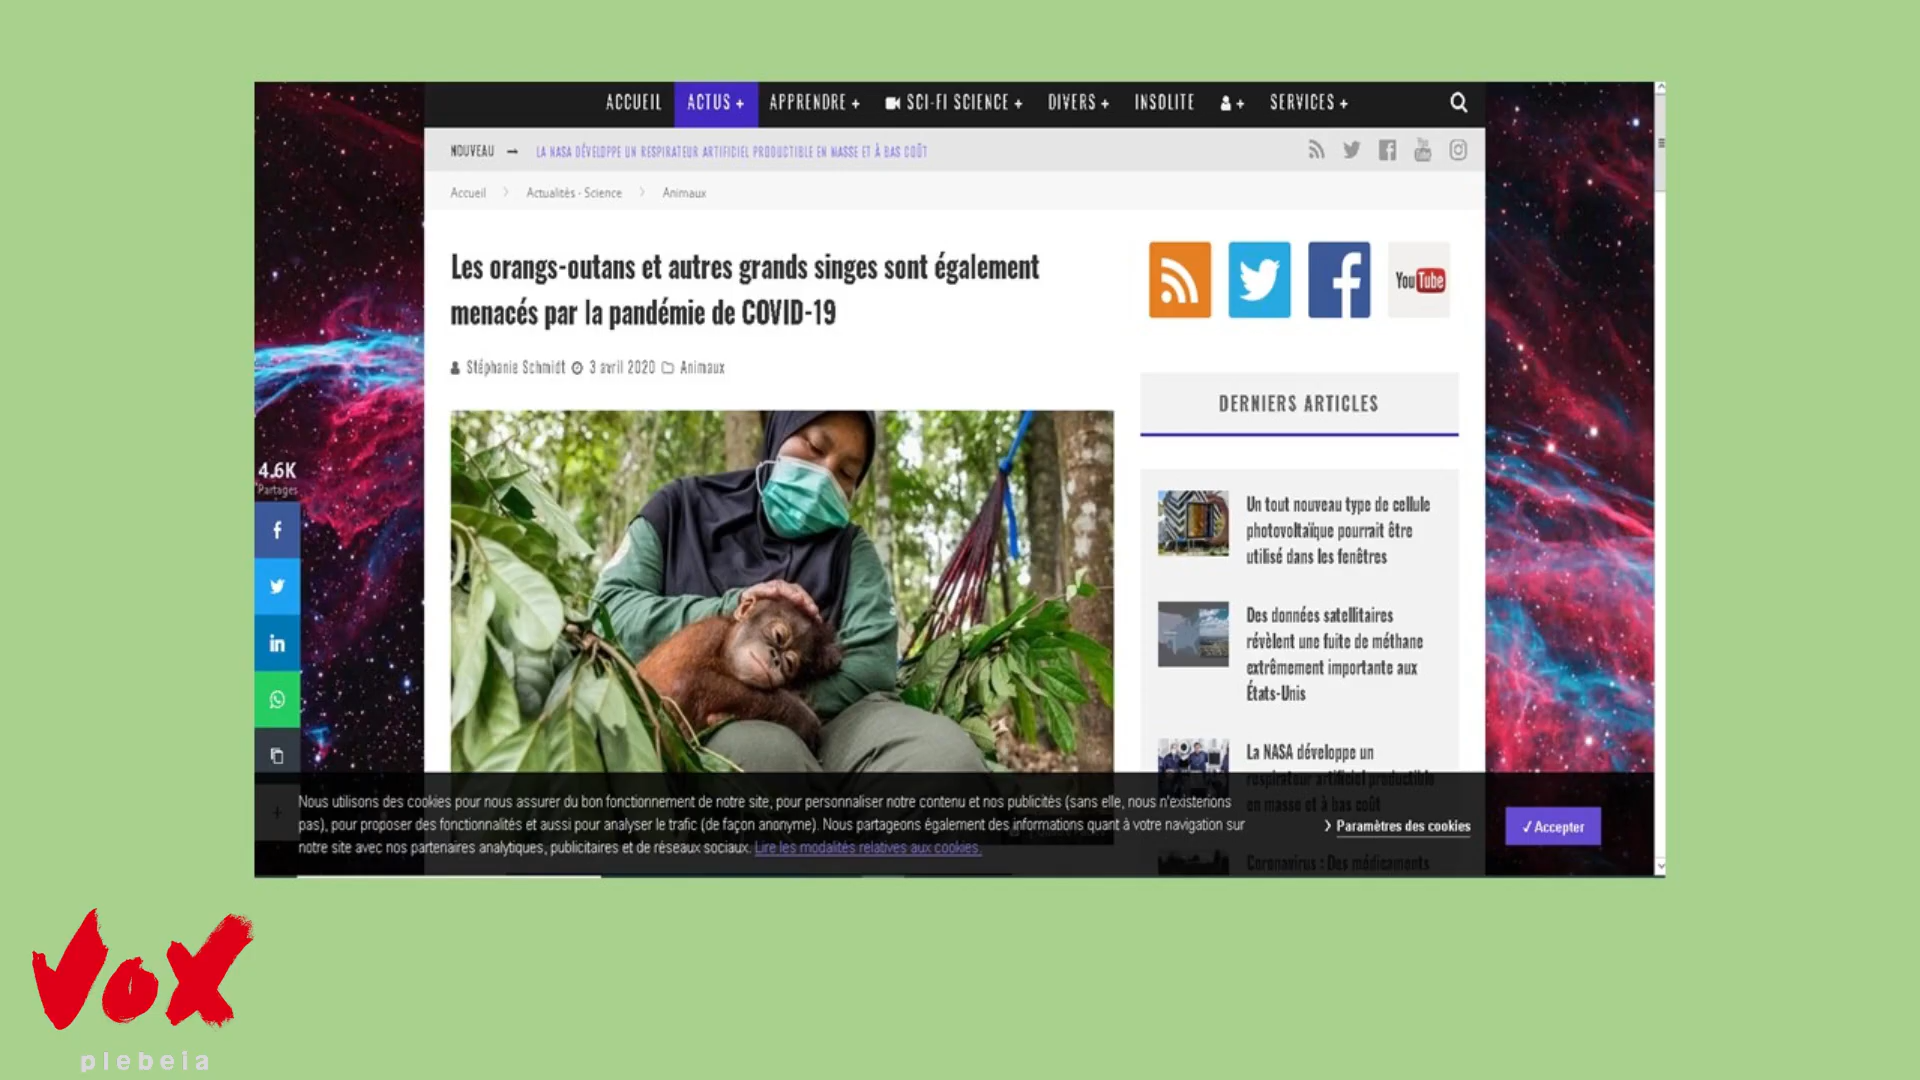 ACCUEIL ACTUS + APPRENDRE + SCI-FI SCIENCE + DIVERS + INSOLITE + SERVICES +
NOUVEAU LA NASA DÉVELOPPE UN RESPIRATEUR ARTIFICIEL PRODUCTIBLE EN MASSE ET À BAS COÛT
Accueil > Actualités - Science > Animaux
Les orangs-outans et autres grands singes sont également
menacés par la pandémie de COVID-19
Stéphanie Schmidt 3 avril 2020 Animaux
YouTube
DERNIERS ARTICLES
4.6K
Partages
Un tout nouveau type de cellule
photovoltaïque pourrait être
utilisé dans les fenêtres
Des données satellitaires
révèlent une fuite de méthane
extrêmement importante aux
États-Unis
La NASA développe un
respirateur artificiel productible
en masse et à bas coût
Coronavirus : Des médicaments
Nous utilisons des cookies pour nous assurer du bon fonctionnement de notre site, pour personnaliser notre contenu et nos publicités (sans elle, nous n'existerions
pas), pour proposer des fonctionnalités et aussi pour analyser le trafic (de façon anonyme). Nous partageons également des informations quant à votre navigation sur
notre site avec nos partenaires analytiques, publicitaires et de réseaux sociaux. Lire les modalités relatives aux cookies.
> Paramètres des cookies
✓ Accepter
VOX
plebeia